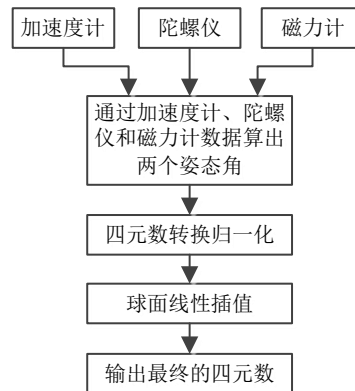 加速度计
陀螺仪
磁力计
通过加速度计、陀螺
仪和磁力计数据算出
两个姿态角
四元数转换归一化
球面线性插值
输出最终的四元数